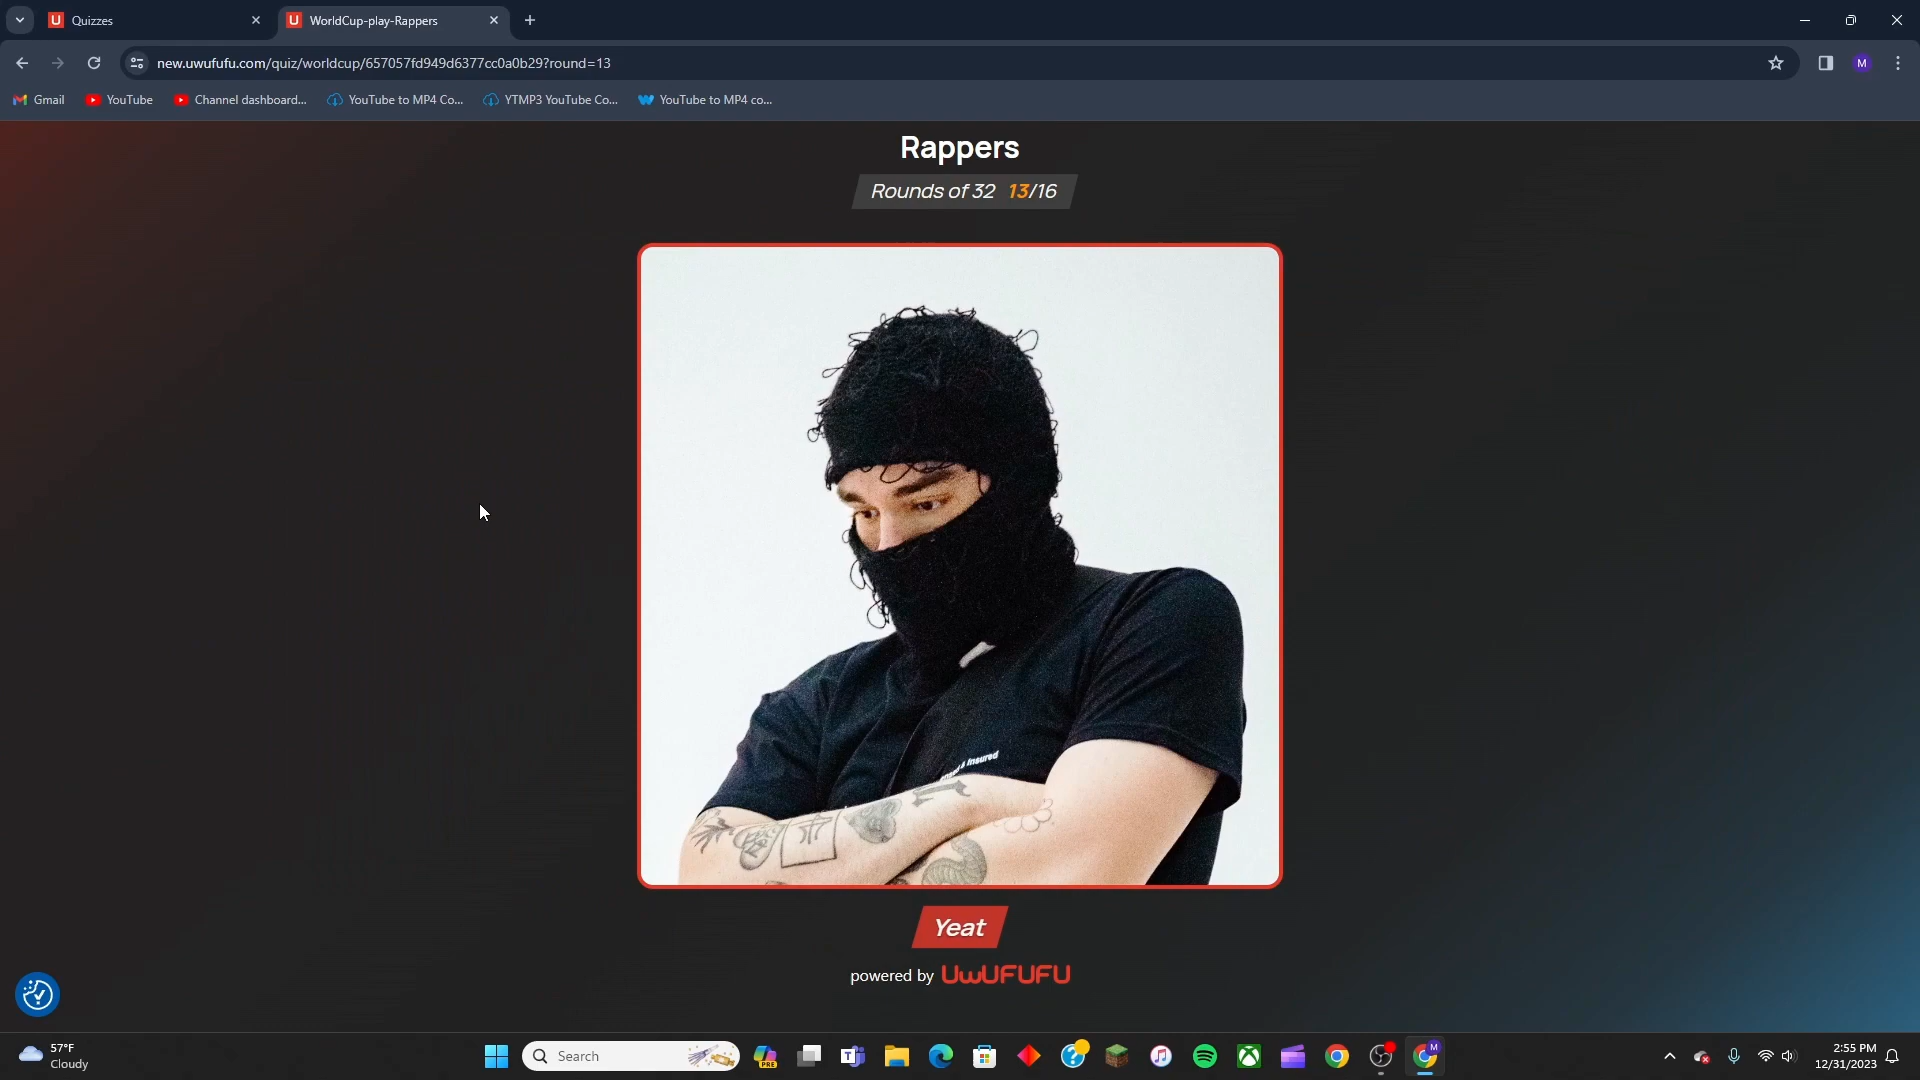 Quizzes
WorldCup-play-Rappers
new.uwufufu.com/quiz/worldcup/657057fd949d6377cc0a0b29?round=13
M
Gmail
YouTube
Channel dashboard...
YouTube to MP4 Co...
YTMP3 YouTube Co...
YouTube to MP4 co...
Rappers
Rounds of 32 13/16
& Insured
Yeat
powered by UwUFUFU
57°F
Cloudy
Search
PRE
M
2:55 PM
12/31/2023